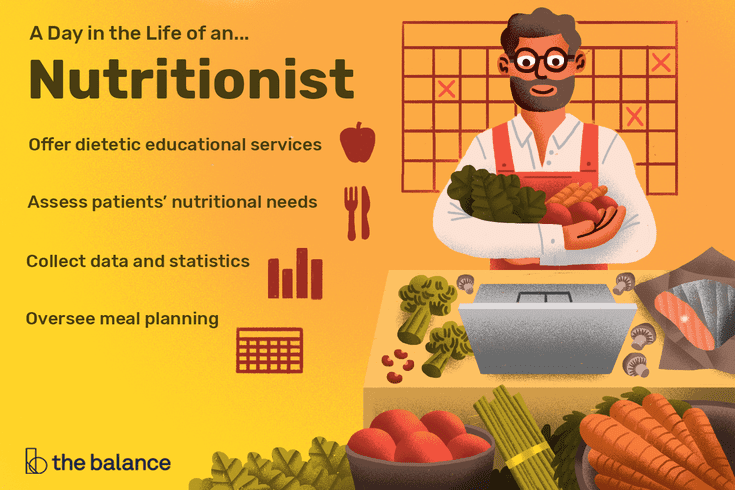 A Day in the Life of an...
Nutritionist
Offer dietetic educational services
Assess patients’ nutritional needs
Collect data and statistics
Oversee meal planning
the balance